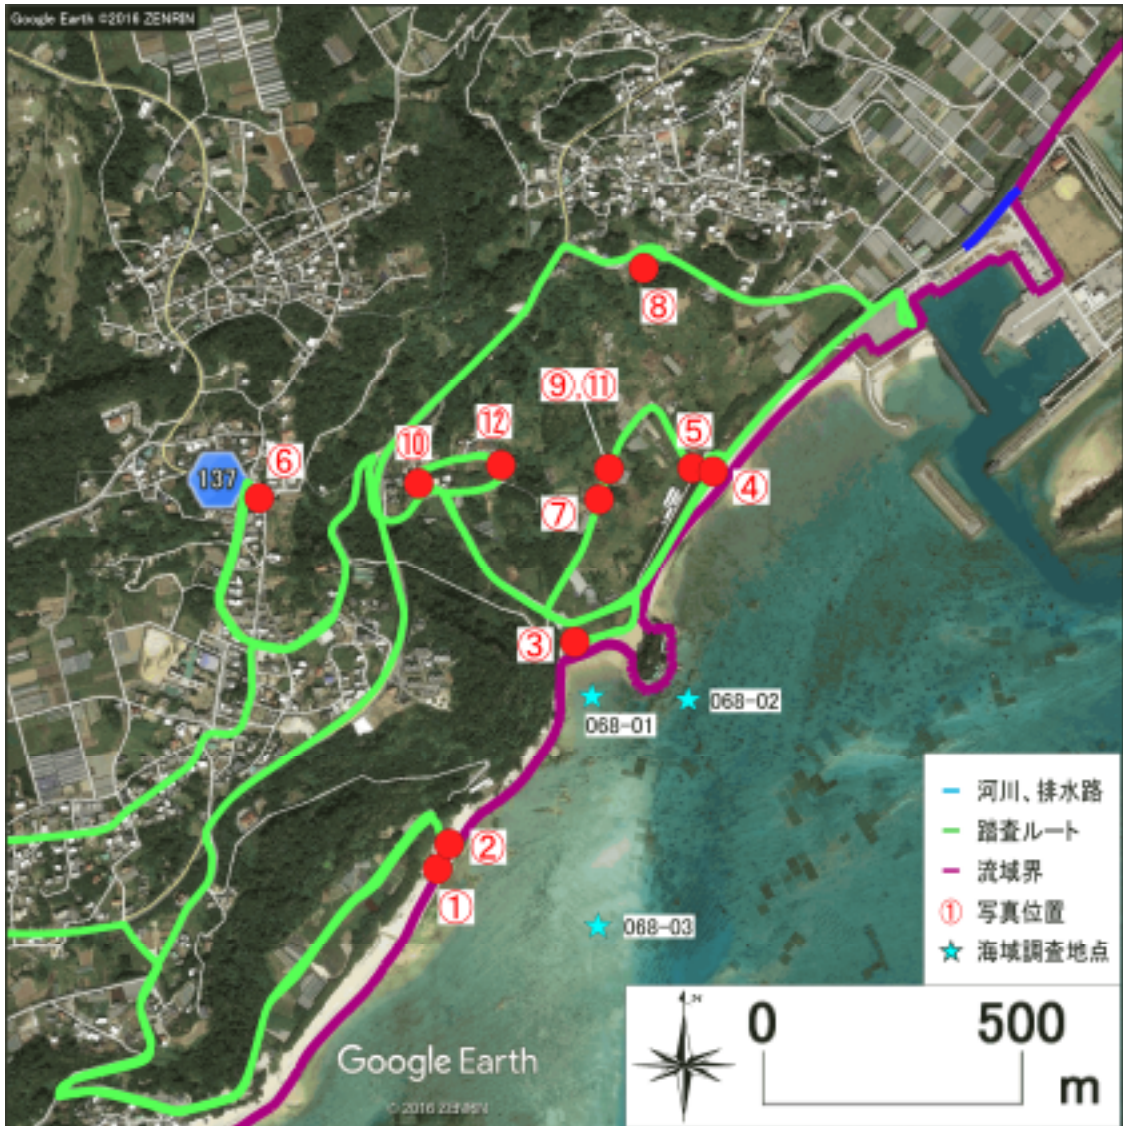 Google Earth ©2016 ZENRIN
⑧
⑨,⑪
⑫
⑤
⑩
⑥
137
④
⑦
③
068-01
068-02
河川、排水路
踏査ルート
流域界
① 写真位置
海域調査地点
②
①
068-03
N
0 500
m
Google Earth
© 2016 ZENRIN